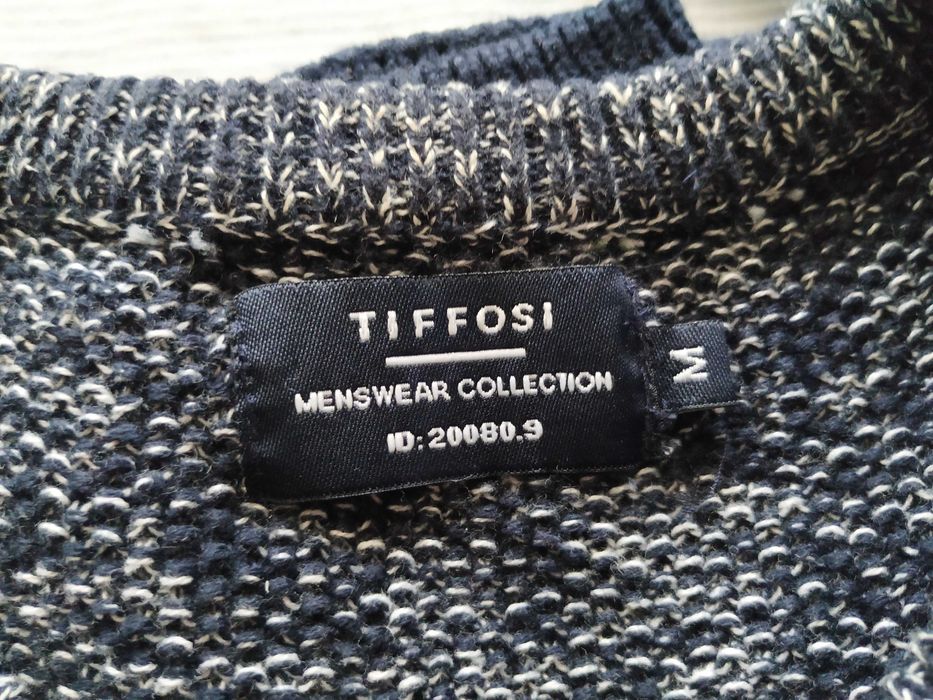 TIFFOSI
MENSWEAR COLLECTION
ID:20080.9
M